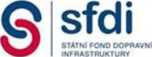 sfdi
STÁTNÍ FOND DOPRAVNÍ
INFRASTRUKTURY